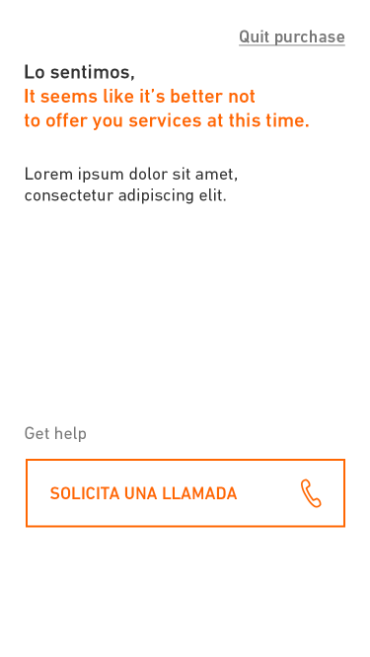 Quit purchase
Lo sentimos,
It seems like it's better not
to offer you services at this time.
Lorem ipsum dolor sit amet,
consectetur adipiscing elit.
Get help
SOLICITA UNA LLAMADA